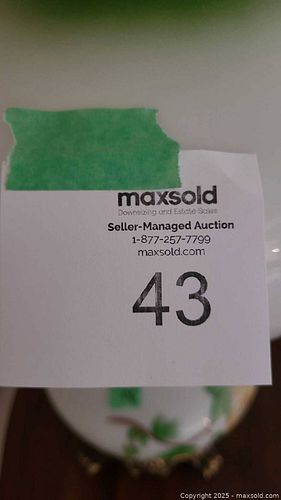 maxsold
Downsizing and Estate Sales
Seller-Managed Auction
1-877-257-7799
maxsold.com
43
Copyright © 2025 - maxsold.com